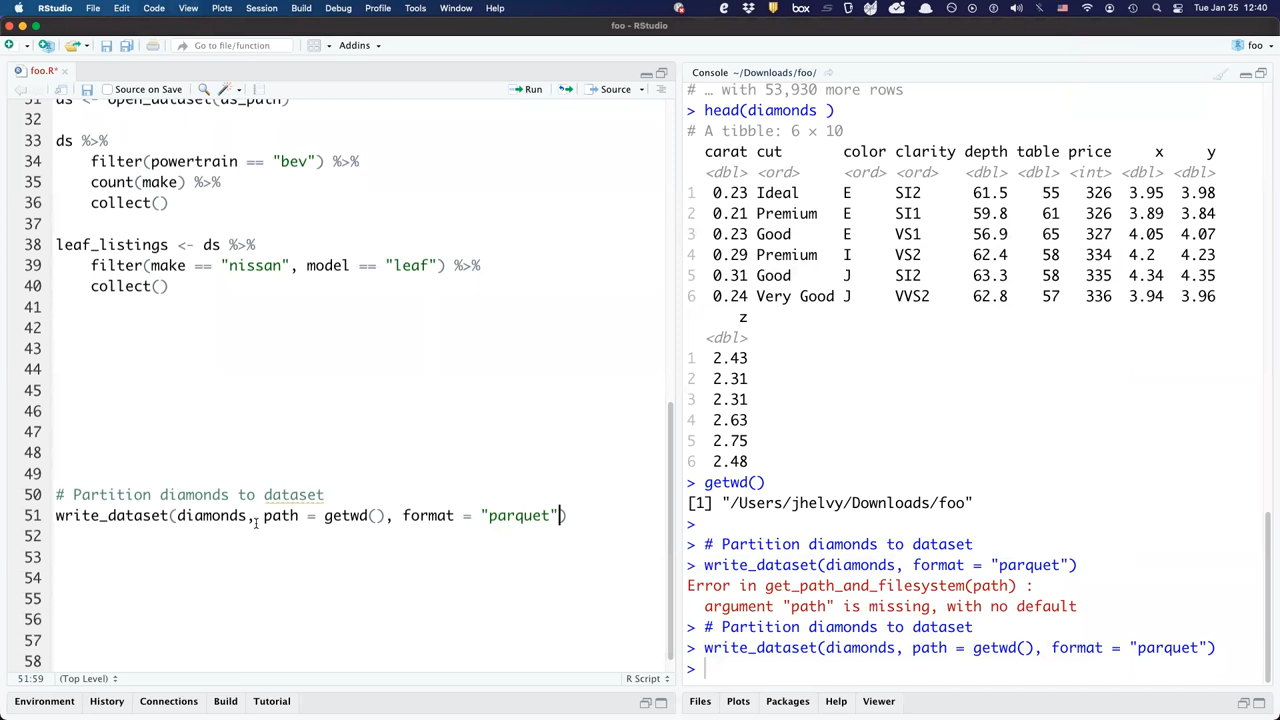 RStudio File Edit Code View Plots Session Build Debug Profile Tools Window Help box Tue Jan 25 12:40
foo - RStudio
Go to file/function Addins foo
foo.R*
Source on Save Run Source
31 ds <- open_dataset(ds_path)
32
33 ds %>%
34 filter(powertrain == "bev") %>%
35 count(make) %>%
36 collect()
37
38 leaf_listings <- ds %>%
39 filter(make == "nissan", model == "leaf") %>%
40 collect()
41
42
43
44
45
46
47
48
49
50 # Partition diamonds to dataset
51 write_dataset(diamonds, path = getwd(), format = "parquet")
52
53
54
55
56
57
58
51:59 (Top Level) R Script
Environment History Connections Build Tutorial
Console ~/Downloads/foo/
# … with 53,930 more rows
> head(diamonds )
# A tibble: 6 × 10
carat cut color clarity depth table price x y
<dbl> <ord> <ord> <ord> <dbl> <dbl> <int> <dbl> <dbl>
1 0.23 Ideal E SI2 61.5 55 326 3.95 3.98
2 0.21 Premium E SI1 59.8 61 326 3.89 3.84
3 0.23 Good E VS1 56.9 65 327 4.05 4.07
4 0.29 Premium I VS2 62.4 58 334 4.2 4.23
5 0.31 Good J SI2 63.3 58 335 4.34 4.35
6 0.24 Very Good J VVS2 62.8 57 336 3.94 3.96
z
<dbl>
1 2.43
2 2.31
3 2.31
4 2.63
5 2.75
6 2.48
> getwd()
[1] "/Users/jhelvy/Downloads/foo"
>
> # Partition diamonds to dataset
> write_dataset(diamonds, format = "parquet")
Error in get_path_and_filesystem(path) :
argument "path" is missing, with no default
> # Partition diamonds to dataset
> write_dataset(diamonds, path = getwd(), format = "parquet")
>
Files Plots Packages Help Viewer